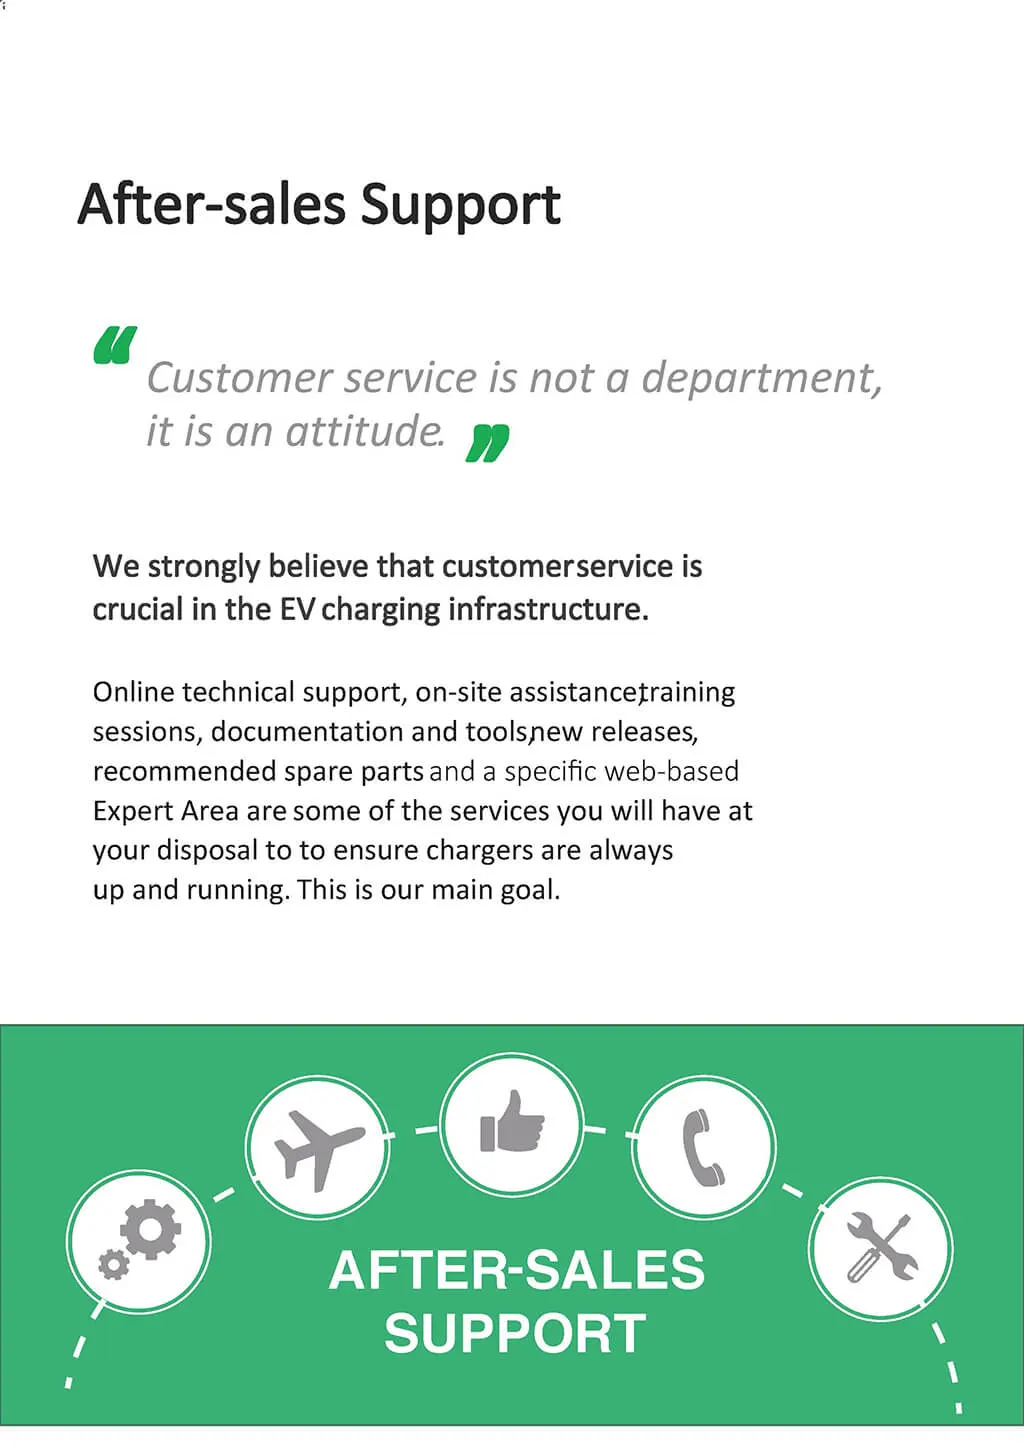 After-sales Support
“ Customer service is not a department,
it is an attitude. ”
We strongly believe that customerservice is
crucial in the EV charging infrastructure.
Online technical support, on-site assistance,training
sessions, documentation and tools,new releases,
recommended spare parts and a specific web-based
Expert Area are some of the services you will have at
your disposal to to ensure chargers are always
up and running. This is our main goal.
AFTER-SALES
SUPPORT